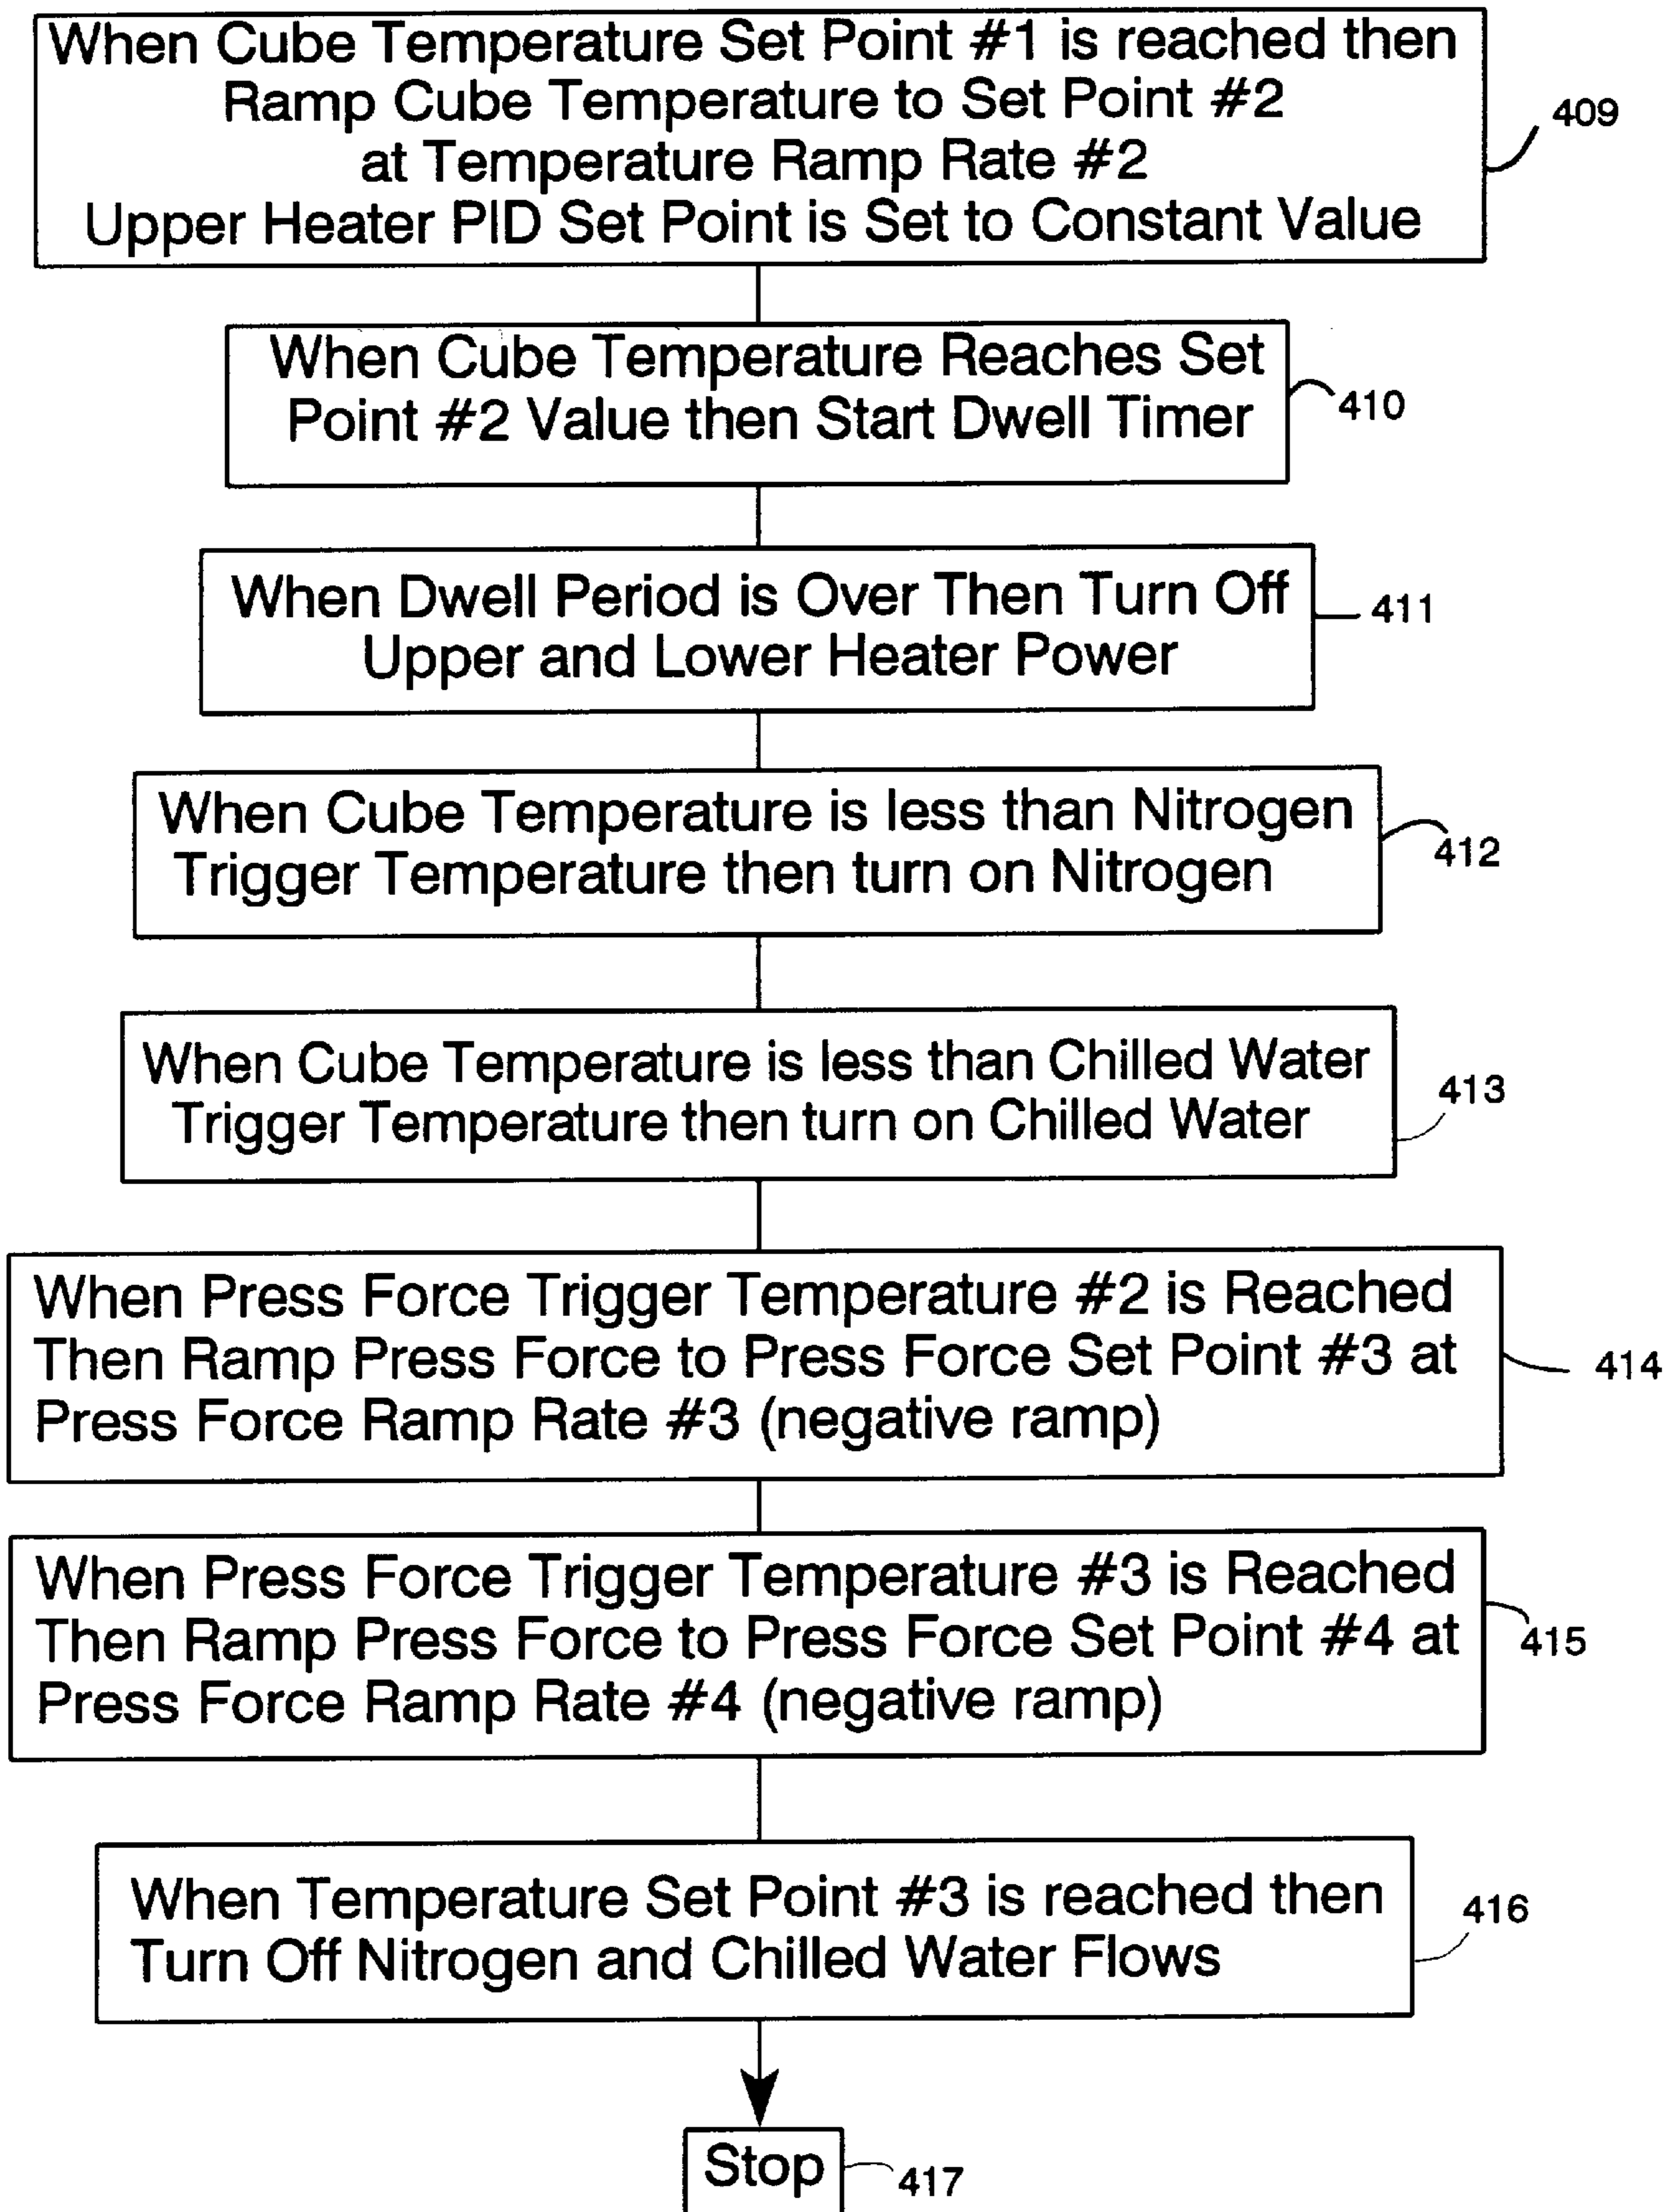 When Cube Temperature Set Point #1 is reached then
Ramp Cube Temperature to Set Point #2
at Temperature Ramp Rate #2
Upper Heater PID Set Point is Set to Constant Value
409
When Cube Temperature Reaches Set
Point #2 Value then Start Dwell Timer
410
When Dwell Period is Over Then Turn Off
Upper and Lower Heater Power
411
When Cube Temperature is less than Nitrogen
Trigger Temperature then turn on Nitrogen
412
When Cube Temperature is less than Chilled Water
Trigger Temperature then turn on Chilled Water
413
When Press Force Trigger Temperature #2 is Reached
Then Ramp Press Force to Press Force Set Point #3 at
Press Force Ramp Rate #3 (negative ramp)
414
When Press Force Trigger Temperature #3 is Reached
Then Ramp Press Force to Press Force Set Point #4 at
Press Force Ramp Rate #4 (negative ramp)
415
When Temperature Set Point #3 is reached then
Turn Off Nitrogen and Chilled Water Flows
416
Stop
417